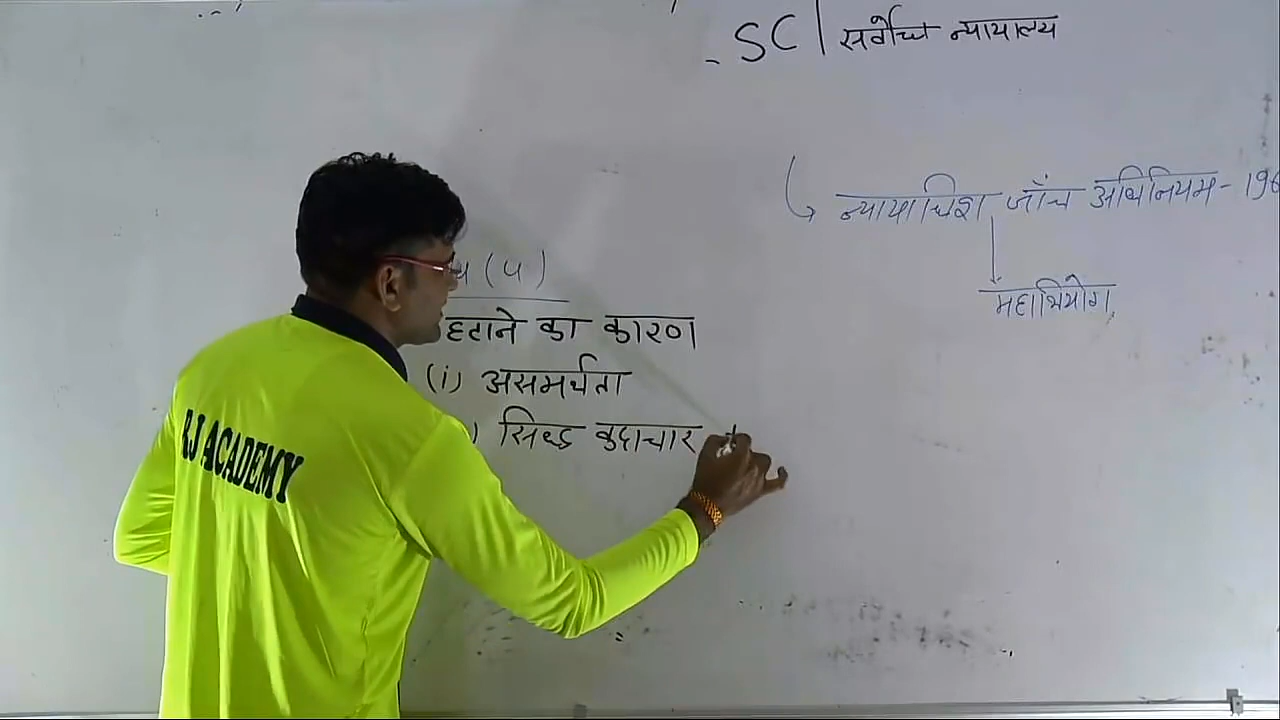 SC | सर्वोच्च न्यायालय
न्यायाधिश जाँच अधिनियम - 196
महाभियोग
(4)
हटाने का कारण
(i) असमर्थता
) सिद्ध कदाचार
RJ ACADEMY